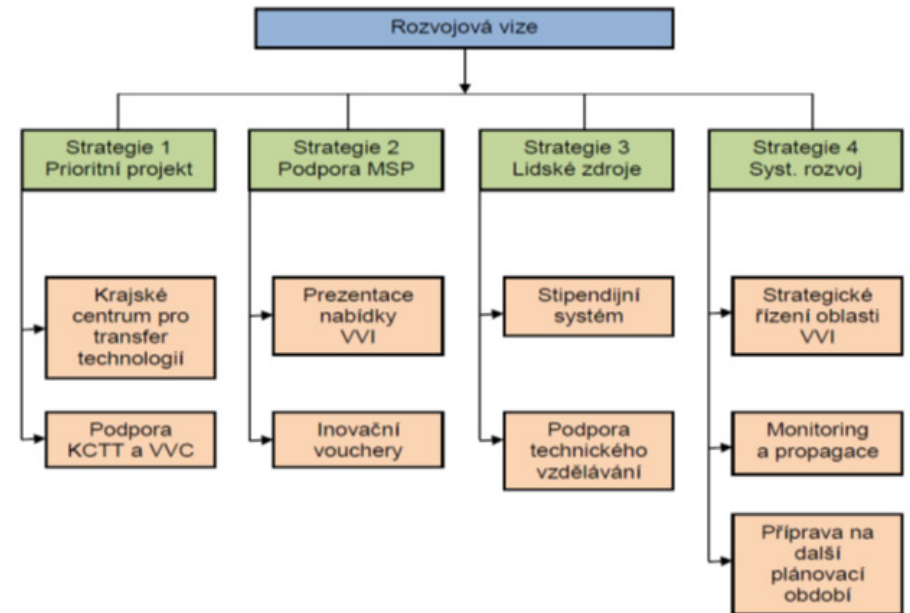 Rozvojová vize
Strategie 1
Prioritní projekt
Strategie 2
Podpora MSP
Strategie 3
Lidské zdroje
Strategie 4
Syst. rozvoj
Krajské
centrum pro
transfer
technologií
Prezentace
nabídky
VVI
Stipendijní
systém
Strategické
řízení oblasti
VVI
Podpora
KCTT a VVC
Inovační
vouchery
Podpora
technického
vzdělávání
Monitoring
a propagace
Příprava na
další
plánovací
období